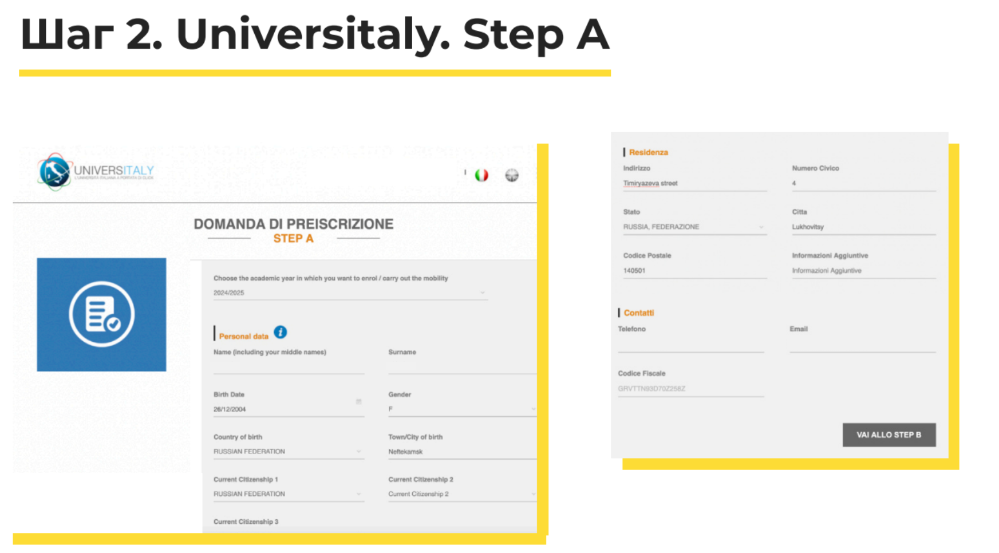 Шаг 2. Universitaly. Step A
UNIVERSITALY
L'UNIVERSITÀ ITALIANA A PORTATA DI CLICK
DOMANDA DI PREISCRIZIONE
STEP A
Choose the academic year in which you want to enrol / carry out the mobility
2024/2025
Personal data
Name (including your middle names)
Surname
Birth Date
Gender
26/12/2004
F
Country of birth
Town/City of birth
RUSSIAN FEDERATION
Neftekamsk
Current Citizenship 1
Current Citizenship 2
RUSSIAN FEDERATION
Current Citizenship 2
Current Citizenship 3
Residenza
Indirizzo
Numero Civico
Timiryazeva street
4
Stato
Citta
RUSSIA, FEDERAZIONE
Lukhovitsy
Codice Postale
Informazioni Aggiuntive
140501
Informazioni Aggiuntive
Contatti
Telefono
Email
Codice Fiscale
GRVTTN93D70Z258Z
VAI ALLO STEP B